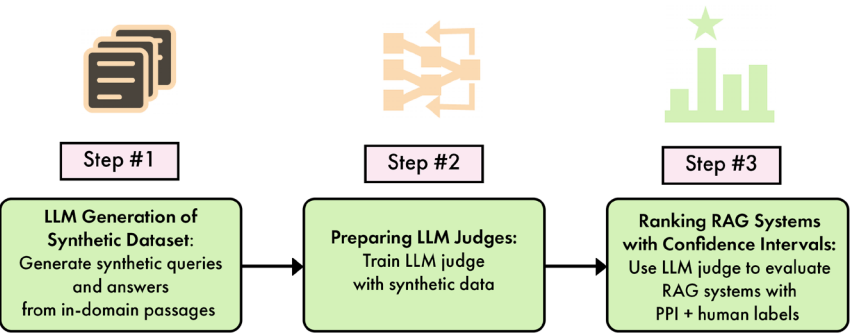 Step #1
Step #2
Step #3
LLM Generation of
Synthetic Dataset:
Generate synthetic queries
and answers
from in-domain passages
Preparing LLM Judges:
Train LLM judge
with synthetic data
Ranking RAG Systems
with Confidence Intervals:
Use LLM judge to evaluate
RAG systems with
PPI + human labels